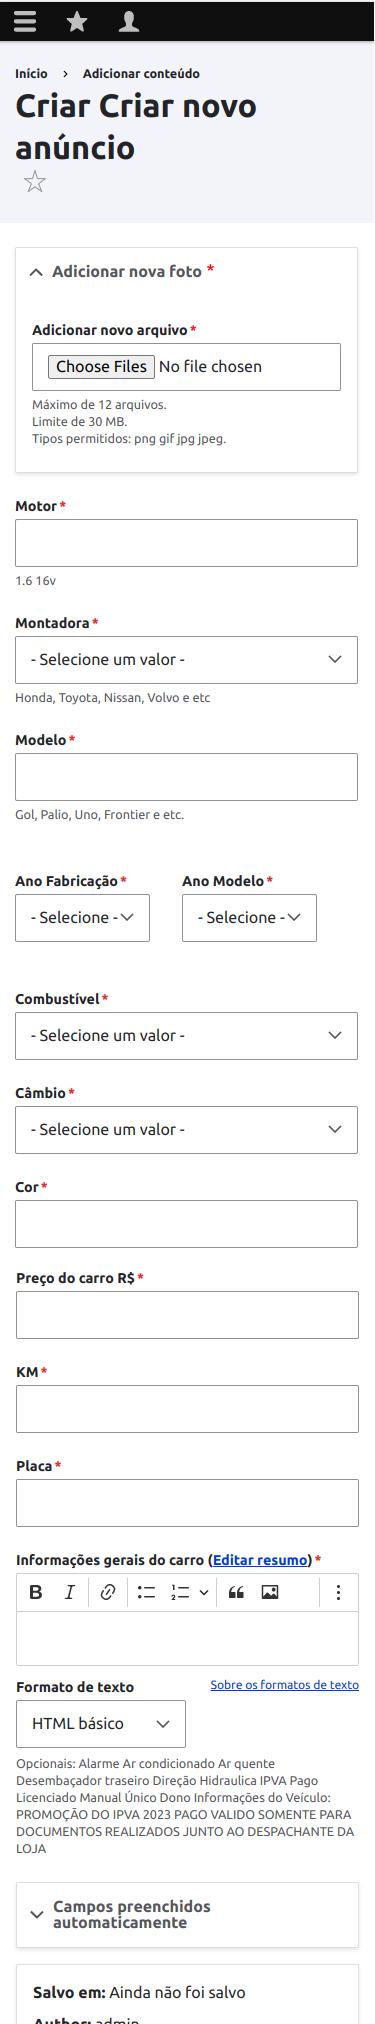 Início › Adicionar conteúdo
Criar Criar novo
anúncio
Adicionar nova foto *
Adicionar novo arquivo *
Choose Files No file chosen
Máximo de 12 arquivos.
Limite de 30 MB.
Tipos permitidos: png gif jpg jpeg.
Motor *
1.6 16v
Montadora *
- Selecione um valor -
Honda, Toyota, Nissan, Volvo e etc
Modelo *
Gol, Palio, Uno, Frontier e etc.
Ano Fabricação * Ano Modelo *
- Selecione - - Selecione -
Combustível *
- Selecione um valor -
Câmbio *
- Selecione um valor -
Cor *
Preço do carro R$ *
KM *
Placa *
Informações gerais do carro (Editar resumo) *
B I
Formato de texto Sobre os formatos de texto
HTML básico
Opcionais: Alarme Ar condicionado Ar quente
Desembaçador traseiro Direção Hidraulica IPVA Pago
Licenciado Manual Único Dono Informações do Veículo:
PROMOÇÃO DO IPVA 2023 PAGO VALIDO SOMENTE PARA
DOCUMENTOS REALIZADOS JUNTO AO DESPACHANTE DA
LOJA
Campos preenchidos
automaticamente
Salvo em: Ainda não foi salvo
Author: admin